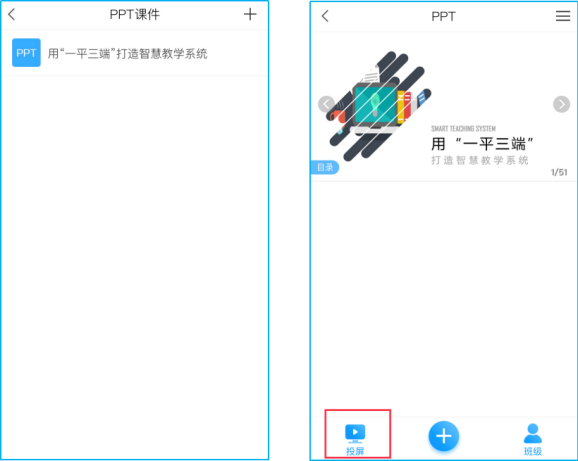 PPT课件
PPT 用“一平三端”打造智慧教学系统
PPT
SMART TEACHING SYSTEM
用“一平三端”
打造智慧教学系统
目录
1/51
投屏
班级